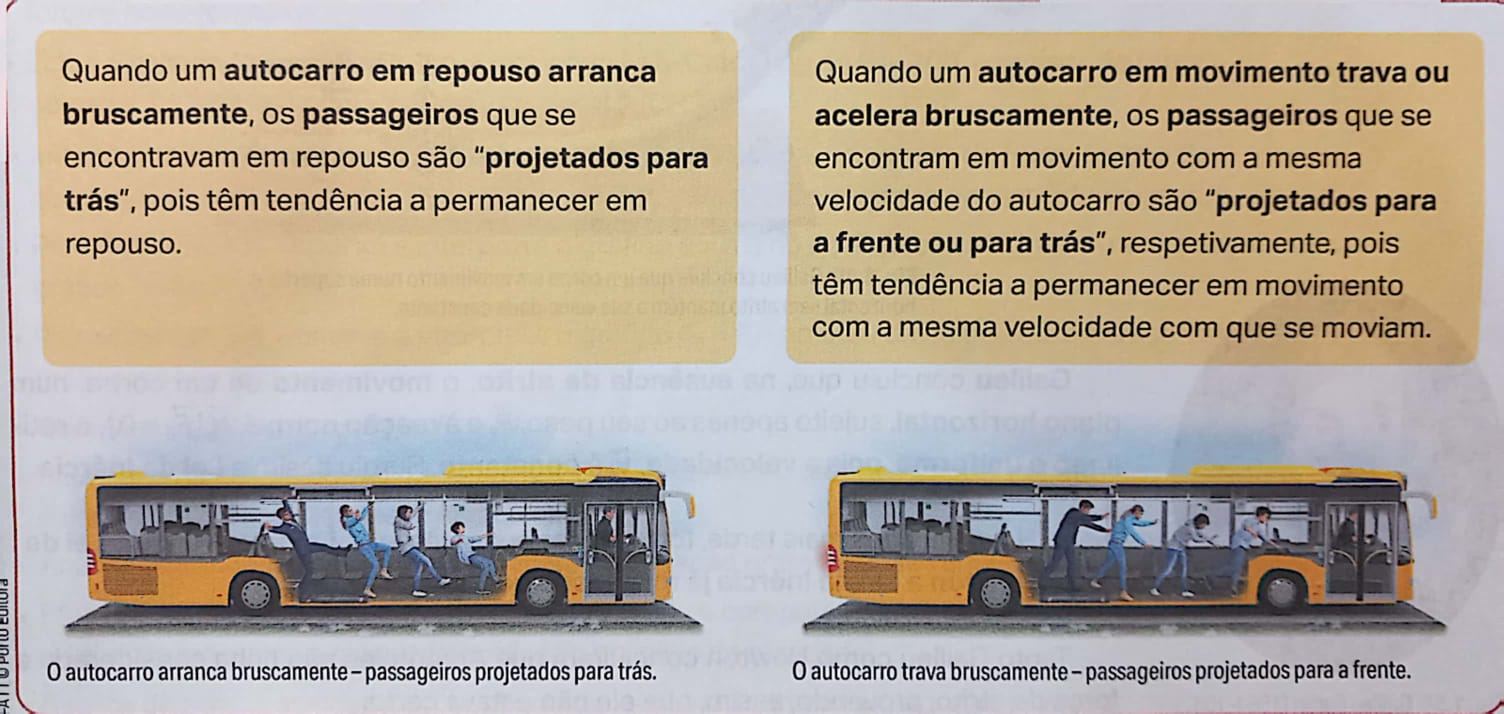 Quando um autocarro em repouso arranca
bruscamente, os passageiros que se
encontravam em repouso são "projetados para
trás", pois têm tendência a permanecer em
repouso.
Quando um autocarro em movimento trava ou
acelera bruscamente, os passageiros que se
encontram em movimento com a mesma
velocidade do autocarro são "projetados para
a frente ou para trás", respetivamente, pois
têm tendência a permanecer em movimento
com a mesma velocidade com que se moviam.
O autocarro arranca bruscamente – passageiros projetados para trás.
O autocarro trava bruscamente – passageiros projetados para a frente.
© Porto Editora